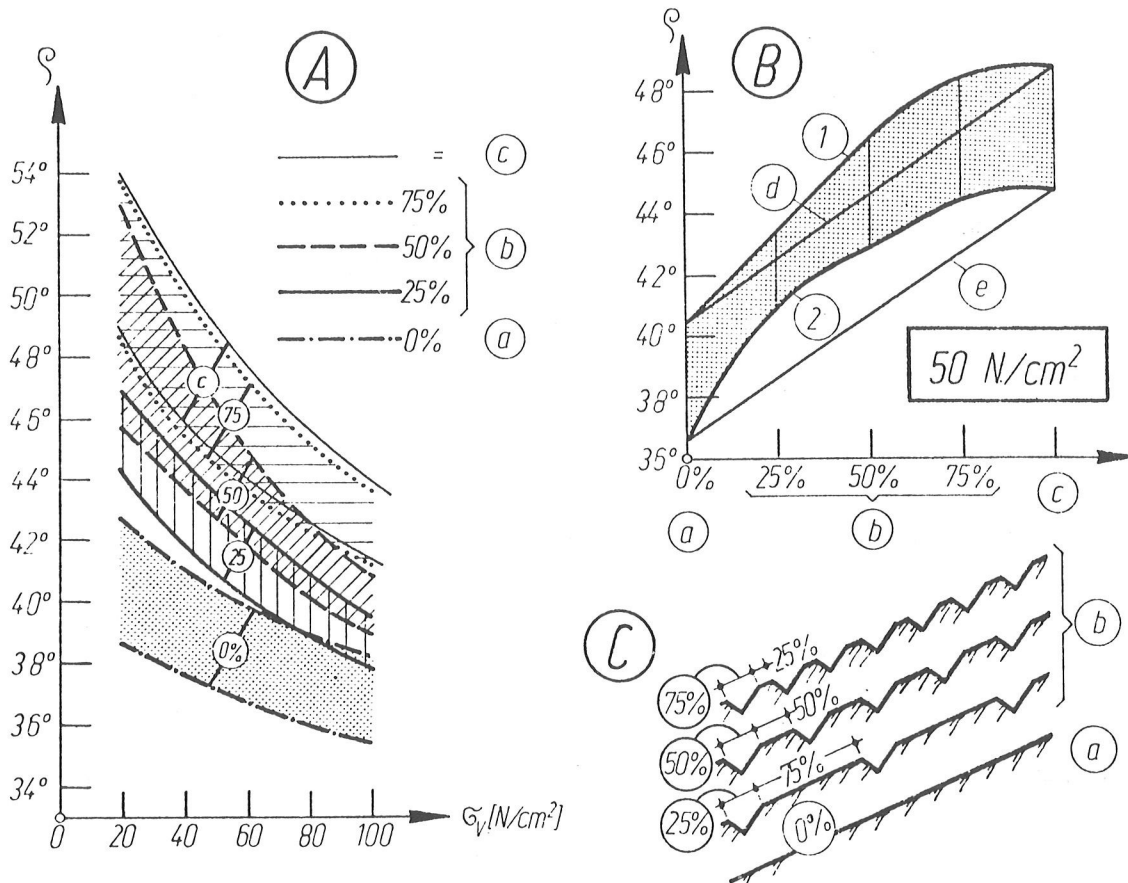 A
ρ
54°
52°
50°
48°
45°
44°
42°
40°
38°
36°
34°
0
20
40
60
80
100
σv [N/cm²]
= c
75%
50% b
25%
0% a
c
75
50
25
0%
B
ρ
48°
46°
44°
42°
40°
38°
36°
1
d
2
e
50 N/cm²
0% 25% 50% 75%
a b c
C
75% 25%
50% 50%
25% 75%
0%
b
a